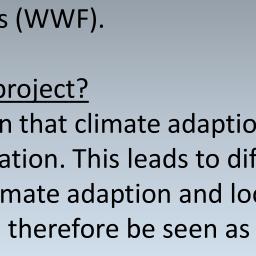 s (WWF).
project?
n that climate adaptio
ation. This leads to dif
mate adaption and loc
therefore be seen as